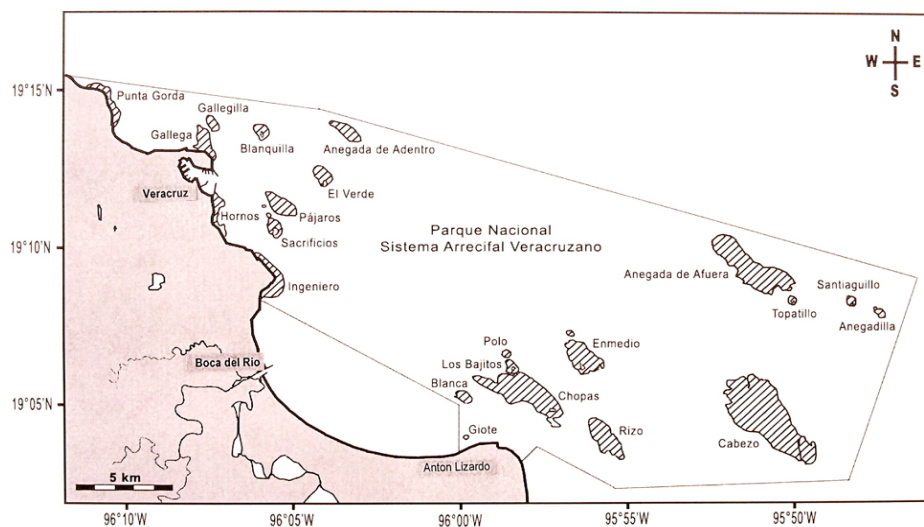 N
W E
S
19°15'N
Punta Gorda
Gallegilla
Gallega
Blanquilla
Anegada de Adentro
Veracruz
El Verde
Hornos
Pájaros
Sacrificios
19°10'N
Parque Nacional
Sistema Arrecifal Veracruzano
Ingeniero
Anegada de Afuera
Santiaguillo
Topatillo
Anegadilla
Polo
Enmedio
Los Bajitos
Boca del Río
Blanca
Chopas
19°05'N
Giote
Rizo
Cabezo
Anton Lizardo
5 km
96°10'W
96°05'W
96°00'W
95°55'W
95°50'W